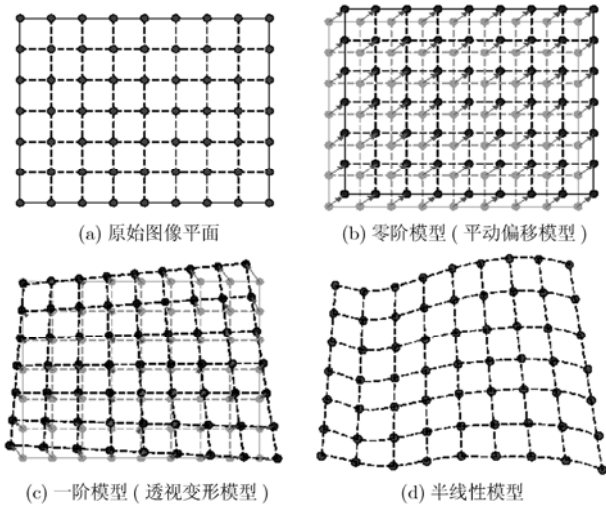 (a) 原始图像平面
(b) 零阶模型 ( 平动偏移模型 )
(c) 一阶模型 ( 透视变形模型 )
(d) 半线性模型